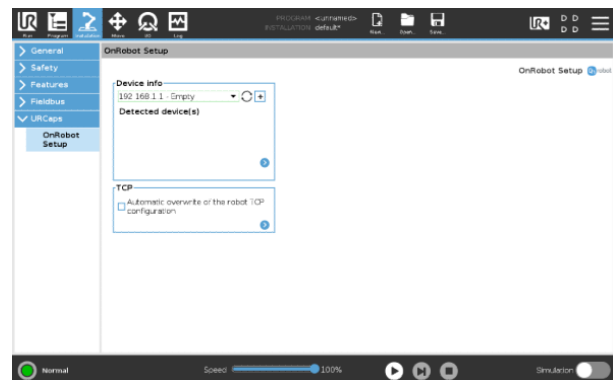 PROGRAM <unnamed>
INSTALLATION default*
Run Program Installation Move I/O Log New... Open... Save...
UR
D D
D D
General
Safety
Features
Fieldbus
URCaps
OnRobot Setup
OnRobot Setup
OnRobot Setup
Device info
192.168.1.1 - Empty
Detected device(s)
TCP
Automatic overwrite of the robot TCP
configuration
Normal
Speed
100%
Simulation